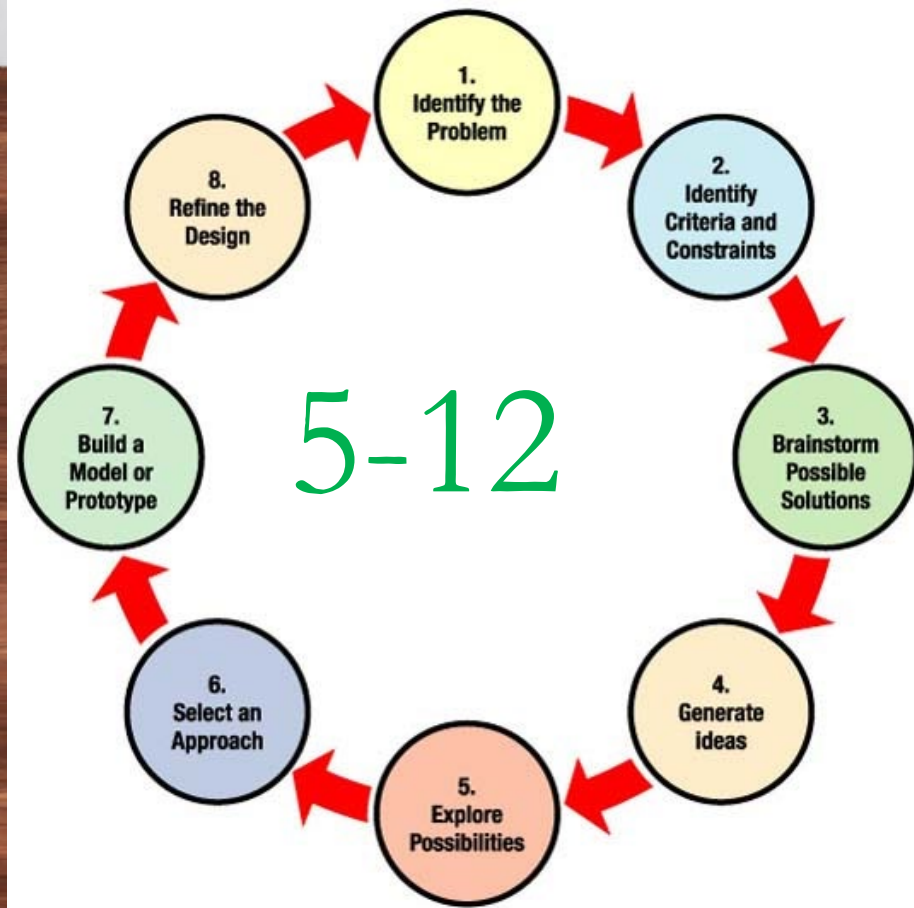 1.
Identify the
Problem
2.
Identify
Criteria and
Constraints
3.
Brainstorm
Possible
Solutions
4.
Generate
ideas
5.
Explore
Possibilities
6.
Select an
Approach
7.
Build a
Model or
Prototype
8.
Refine the
Design
5-12